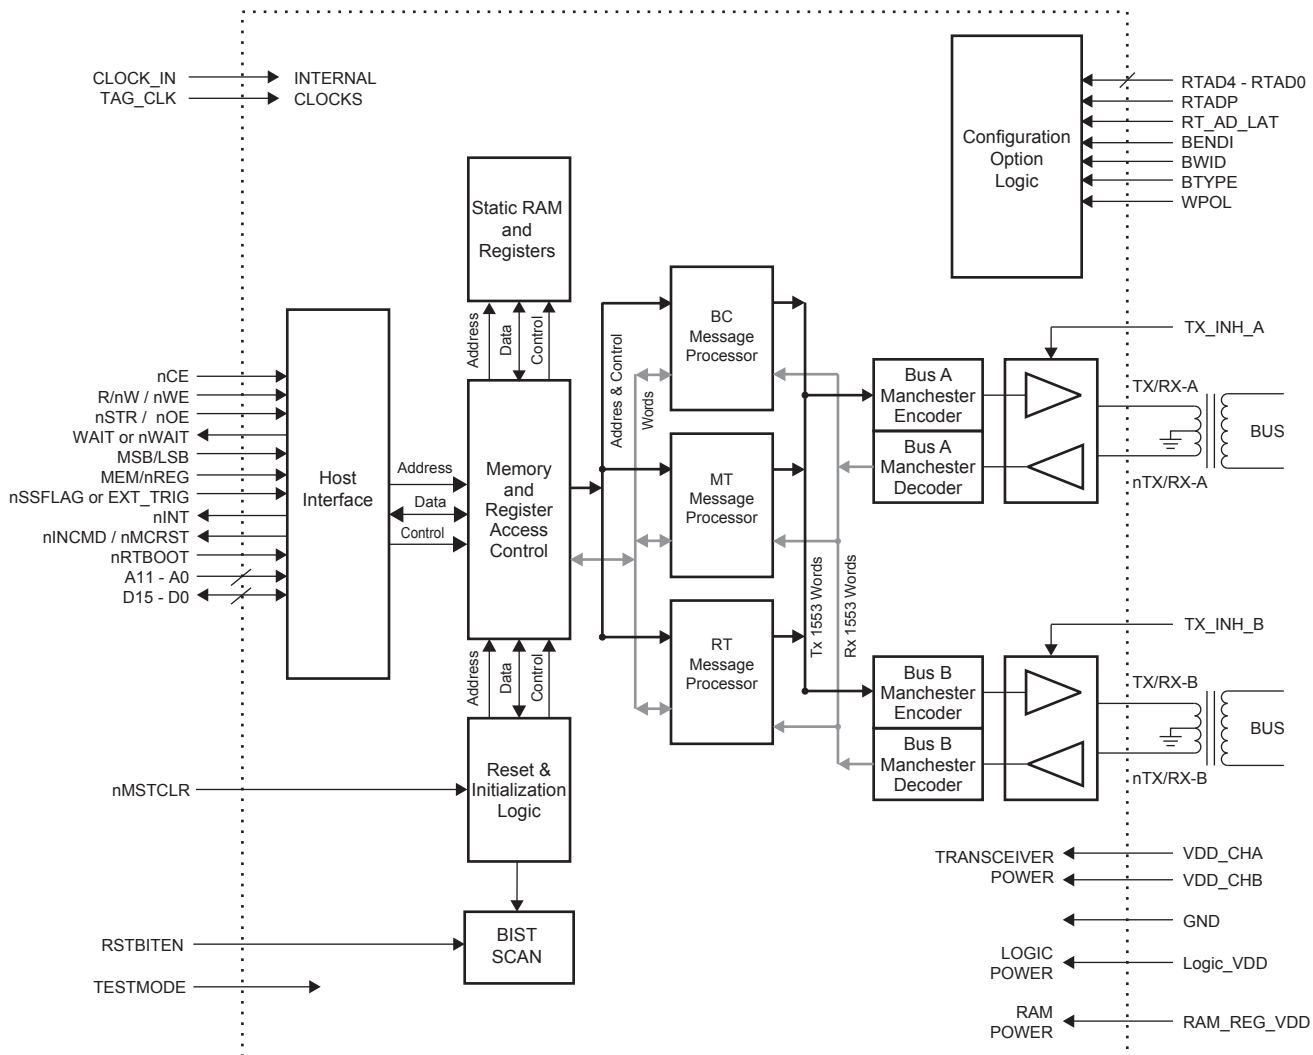 CLOCK_IN
TAG_CLK
INTERNAL
CLOCKS
Configuration
Option
Logic
RTAD4 - RTAD0
RTADP
RT_AD_LAT
BENDI
BWID
BTYPE
WPOL
Static RAM
and
Registers
Address
Data
Control
nCE
R/nW / nWE
nSTR / nOE
WAIT or nWAIT
MSB/LSB
MEM/nREG
nSSFLAG or EXT_TRIG
nINT
nINCMD / nMCRST
nRTBOOT
A11 - A0
D15 - D0
Host
Interface
Address
Data
Control
Memory
and
Register
Access
Control
Addres & Control
Words
BC
Message
Processor
MT
Message
Processor
RT
Message
Processor
Tx 1553 Words
Rx 1553 Words
Bus A
Manchester
Encoder
Bus A
Manchester
Decoder
TX_INH_A
TX/RX-A
nTX/RX-A
BUS
Bus B
Manchester
Encoder
Bus B
Manchester
Decoder
TX_INH_B
TX/RX-B
nTX/RX-B
BUS
Address
Data
Control
nMSTCLR
Reset &
Initialization
Logic
RSTBITEN
BIST
SCAN
TESTMODE
TRANSCEIVER
POWER
VDD_CHA
VDD_CHB
GND
LOGIC
POWER
Logic_VDD
RAM
POWER
RAM_REG_VDD